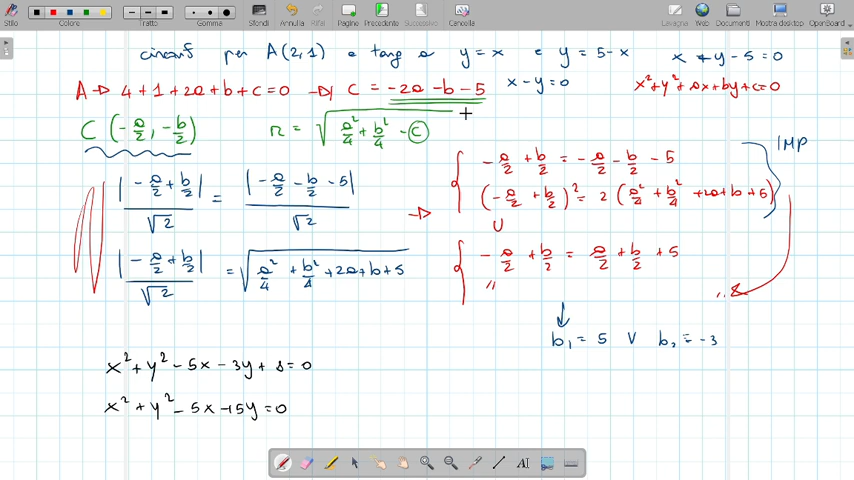 Colore Tratto Gomma Sfondi Annulla Rifai Pagine Precedente Successivo Cancella Lavagna Web Documenti Mostra desktop OpenBoard
circonf per A(2,1) e tang a y=x e y=5-x x+y-5=0
x-y=0
A → 4+1+2a+b+c=0 → c = -2a-b-5 x²+y²+ax+by+c=0
C (-a/2, -b/2) r = √(a²/4 + b²/4 - c)
|-a/2 + b/2| / √2 = |-a/2 - b/2 - 5| / √2
|-a/2 + b/2| / √2 = √(a²/4 + b²/4 + 2a + b + 5)
→ { -a/2 + b/2 = -a/2 - b/2 - 5 IMP
(-a/2 + b/2)² = 2 (a²/4 + b²/4 + 2a + b + 5)
U
{ -a/2 + b/2 = a/2 + b/2 + 5
"
b₁ = 5 V b₂ = -3
x² + y² - 5x - 3y + 8 = 0
x² + y² - 5x + 5y = 0